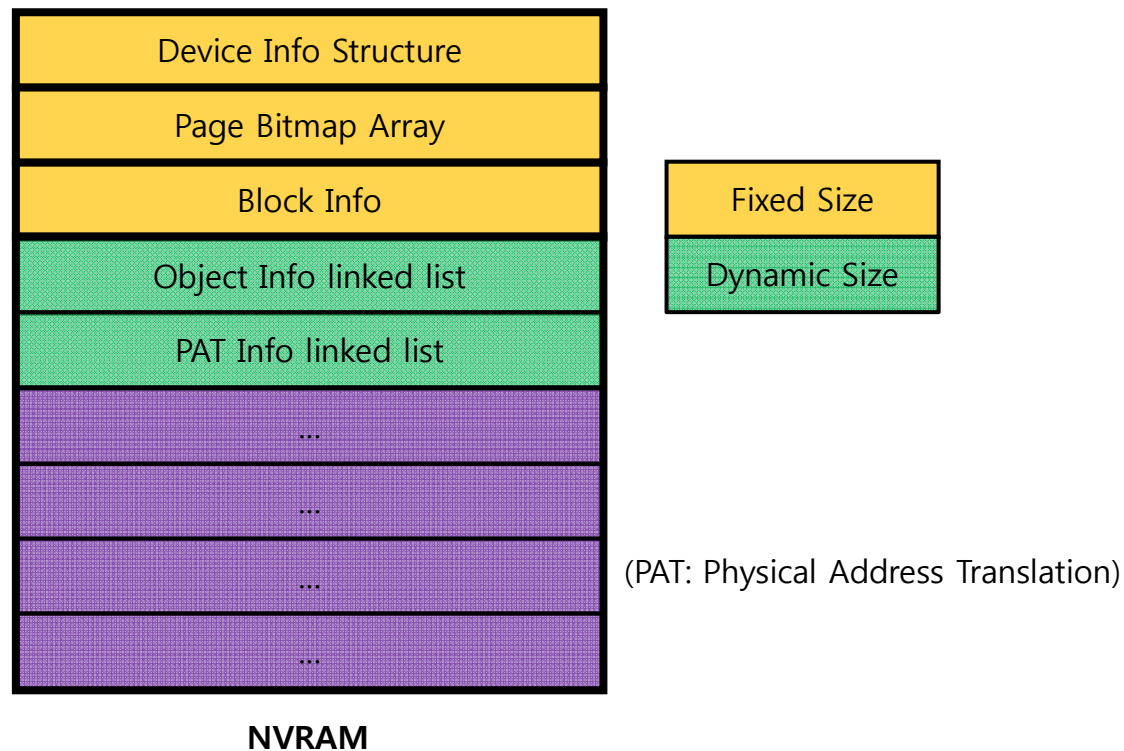 Device Info Structure
Page Bitmap Array
Block Info
Object Info linked list
PAT Info linked list
...
...
...
...
Fixed Size
Dynamic Size
(PAT: Physical Address Translation)
NVRAM